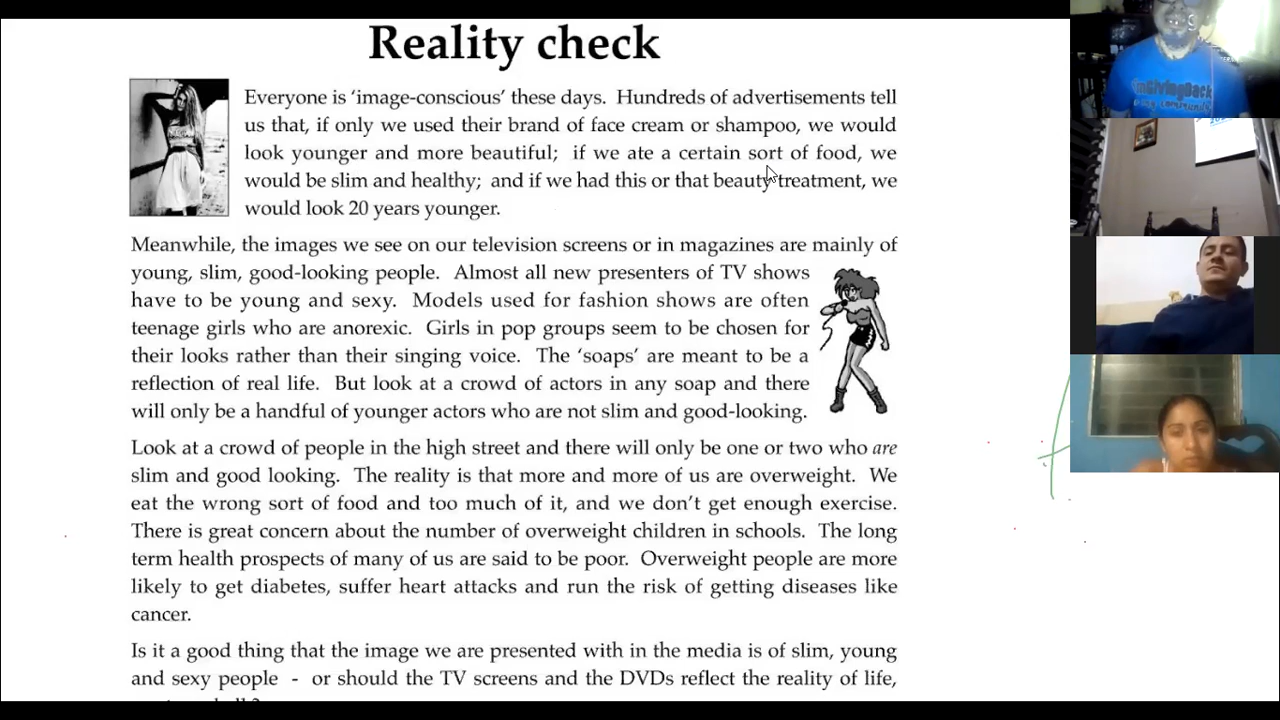 Reality check
Everyone is 'image-conscious' these days. Hundreds of advertisements tell
us that, if only we used their brand of face cream or shampoo, we would
look younger and more beautiful; if we ate a certain sort of food, we
would be slim and healthy; and if we had this or that beauty treatment, we
would look 20 years younger.
Meanwhile, the images we see on our television screens or in magazines are mainly of
young, slim, good-looking people. Almost all new presenters of TV shows
have to be young and sexy. Models used for fashion shows are often
teenage girls who are anorexic. Girls in pop groups seem to be chosen for
their looks rather than their singing voice. The 'soaps' are meant to be a
reflection of real life. But look at a crowd of actors in any soap and there
will only be a handful of younger actors who are not slim and good-looking.
Look at a crowd of people in the high street and there will only be one or two who are
slim and good looking. The reality is that more and more of us are overweight. We
eat the wrong sort of food and too much of it, and we don't get enough exercise.
There is great concern about the number of overweight children in schools. The long
term health prospects of many of us are said to be poor. Overweight people are more
likely to get diabetes, suffer heart attacks and run the risk of getting diseases like
cancer.
Is it a good thing that the image we are presented with in the media is of slim, young
and sexy people - or should the TV screens and the DVDs reflect the reality of life,
I'mGivingBack